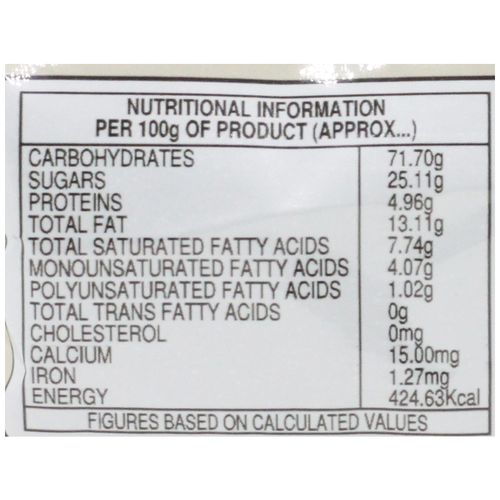 NUTRITIONAL INFORMATION
PER 100g OF PRODUCT (APPROX...)
CARBOHYDRATES 71.70g
SUGARS 25.11g
PROTEINS 4.96g
TOTAL FAT 13.11g
TOTAL SATURATED FATTY ACIDS 7.74g
MONOUNSATURATED FATTY ACIDS 4.07g
POLYUNSATURATED FATTY ACIDS 1.02g
TOTAL TRANS FATTY ACIDS 0g
CHOLESTEROL 0mg
CALCIUM 15.00mg
IRON 1.27mg
ENERGY 424.63Kcal
FIGURES BASED ON CALCULATED VALUES